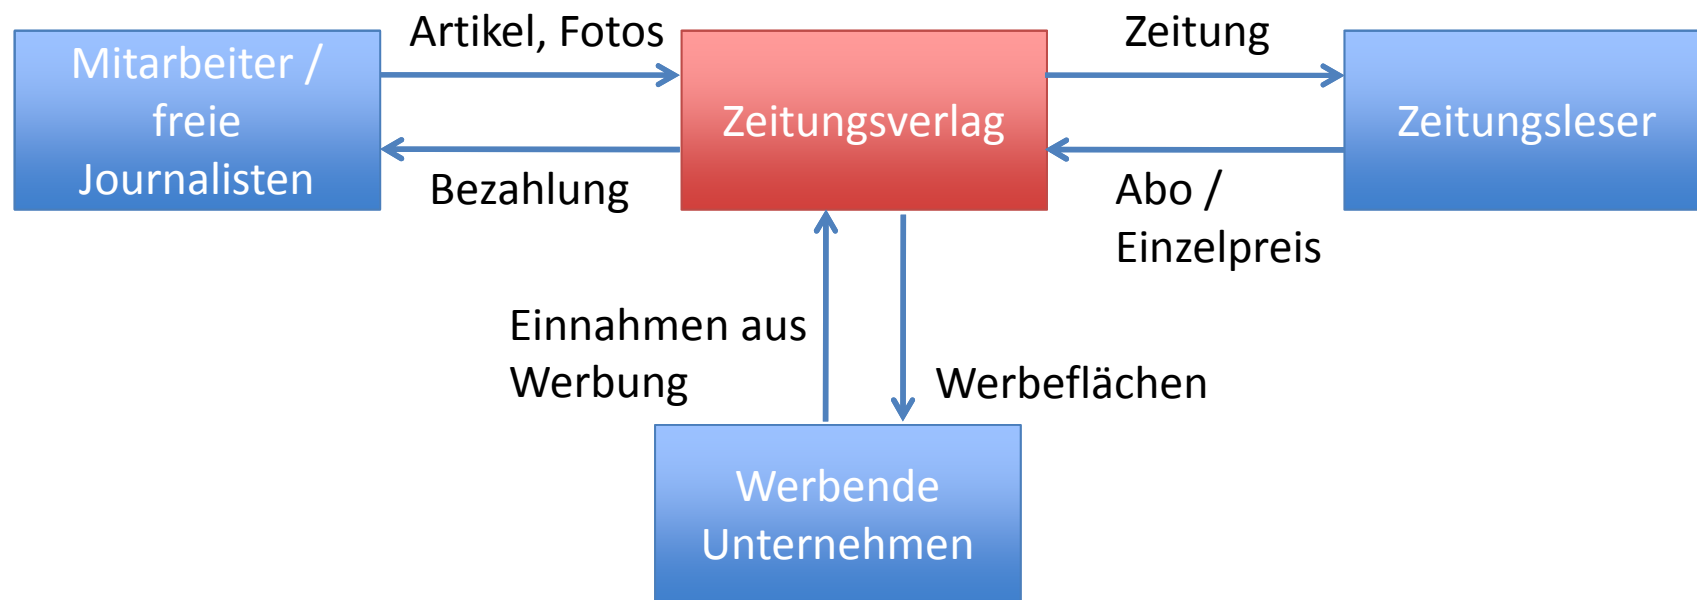 Artikel, Fotos
Zeitung
Mitarbeiter /
freie
Journalisten
Zeitungsverlag
Zeitungsleser
Bezahlung
Abo /
Einzelpreis
Einnahmen aus
Werbung
Werbeflächen
Werbende
Unternehmen